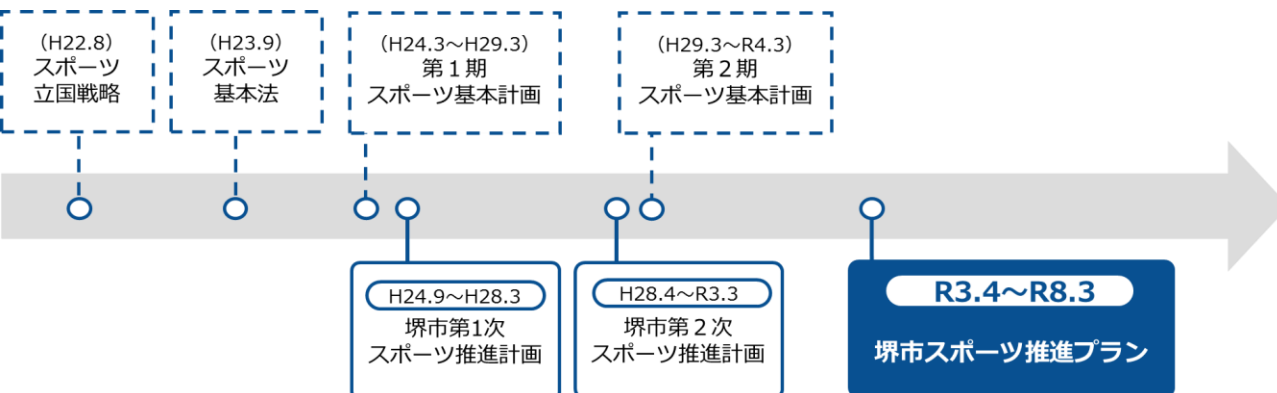 (H22.8)
スポーツ
立国戦略
(H23.9)
スポーツ
基本法
(H24.3~H29.3)
第1期
スポーツ基本計画
(H29.3~R4.3)
第2期
スポーツ基本計画
H24.9~H28.3
堺市第1次
スポーツ推進計画
H28.4~R3.3
堺市第2次
スポーツ推進計画
R3.4~R8.3
堺市スポーツ推進プラン